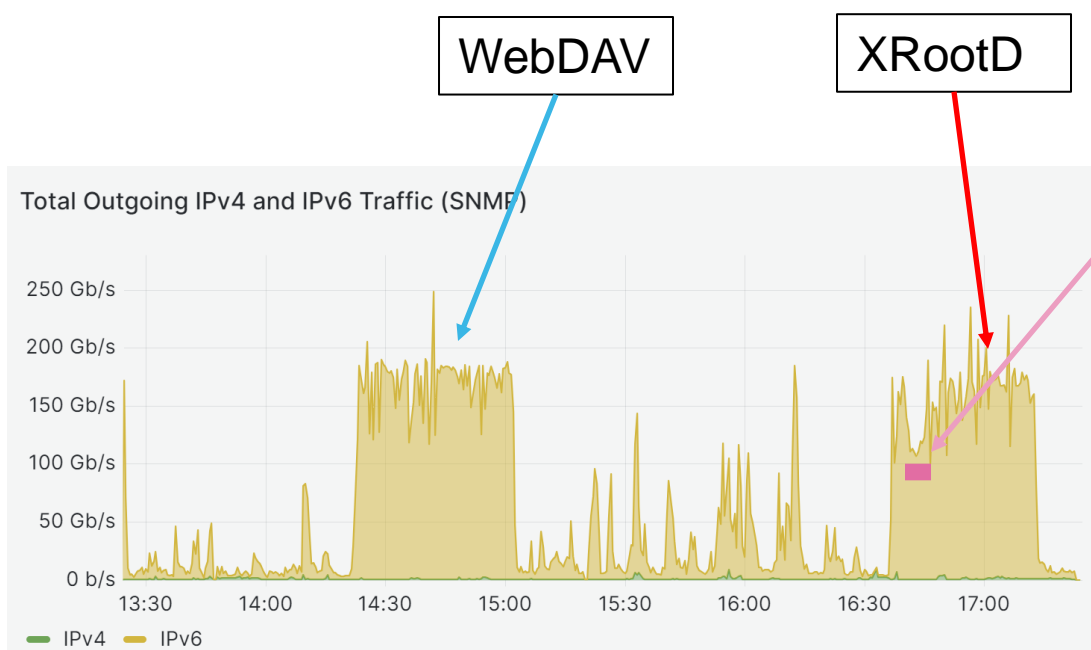 WebDAV
XRootD
Total Outgoing IPv4 and IPv6 Traffic (SNMP)
250 Gb/s
200 Gb/s
150 Gb/s
100 Gb/s
50 Gb/s
0 b/s
13:30 14:00 14:30 15:00 15:30 16:00 16:30 17:00
IPv4 IPv6